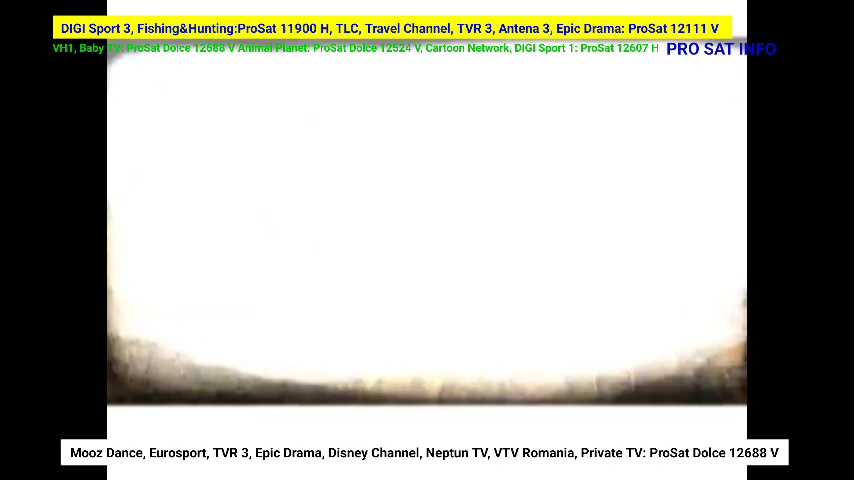 DIGI Sport 3, Fishing&Hunting:ProSat 11900 H, TLC, Travel Channel, TVR 3, Antena 3, Epic Drama: ProSat 12111 V
VH1, Baby TV: ProSat Dolce 12688 V Animal Planet: ProSat Dolce 12524 V, Cartoon Network, DIGI Sport 1: ProSat 12607 H
PRO SAT INFO
Mooz Dance, Eurosport, TVR 3, Epic Drama, Disney Channel, Neptun TV, VTV Romania, Private TV: ProSat Dolce 12688 V